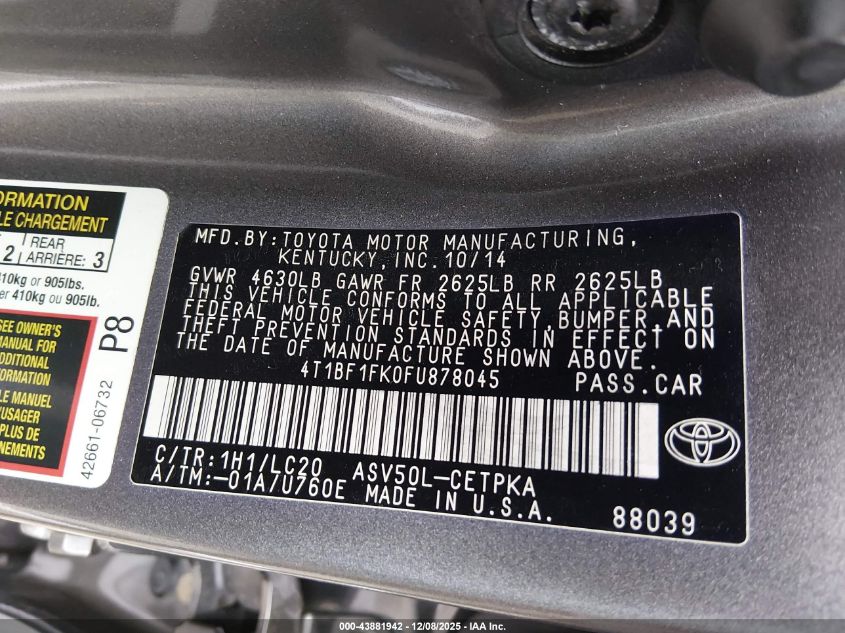 ORMATION
LE CHARGEMENT
2 REAR ARRIÈRE: 3
410kg or 905lbs.
er 410kg ou 905lb.
SEE OWNER'S
MANUAL FOR
ADDITIONAL
FORMATION
LE MANUEL
'USAGER
PLUS DE
NEMENTS
P8
42661-06732
MFD.BY:TOYOTA MOTOR MANUFACTURING,
KENTUCKY, INC. 10/14
GVWR 4630LB GAWR FR 2625LB RR 2625LB
THIS VEHICLE CONFORMS TO ALL APPLICABLE
FEDERAL MOTOR VEHICLE SAFETY, BUMPER, AND
THEFT PREVENTION STANDARDS IN EFFECT ON
THE DATE OF MANUFACTURE SHOWN ABOVE.
4T1BF1FK0FU878045 PASS.CAR
C/TR:1H1/LC20 ASV50L-CETPKA
A/TM:-01A/U760E MADE IN U.S.A.
88039
000-43881942 - 12/08/2025 - IAA Inc.